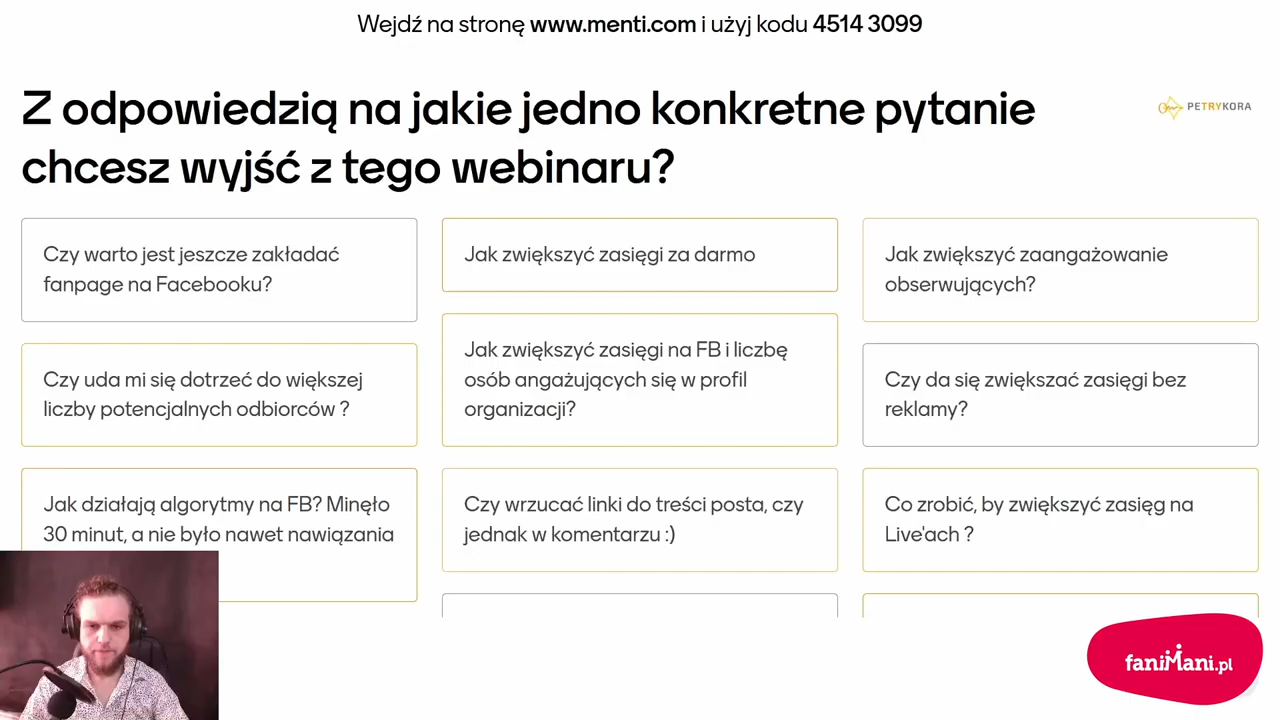 Wejdź na stronę www.menti.com i użyj kodu 4514 3099
Z odpowiedzią na jakie jedno konkretne pytanie
chcesz wyjść z tego webinaru?
PETRYKORA
Czy warto jest jeszcze zakładać
fanpage na Facebooku?
Jak zwiększyć zasięgi za darmo
Jak zwiększyć zaangażowanie
obserwujących?
Czy uda mi się dotrzeć do większej
liczby potencjalnych odbiorców ?
Jak zwiększyć zasięgi na FB i liczbę
osób angażujących się w profil
organizacji?
Czy da się zwiększać zasięgi bez
reklamy?
Jak działają algorytmy na FB? Minęło
30 minut, a nie było nawet nawiązania
Czy wrzucać linki do treści posta, czy
jednak w komentarzu :)
Co zrobić, by zwiększyć zasięg na
Live'ach ?
faniMani.pl